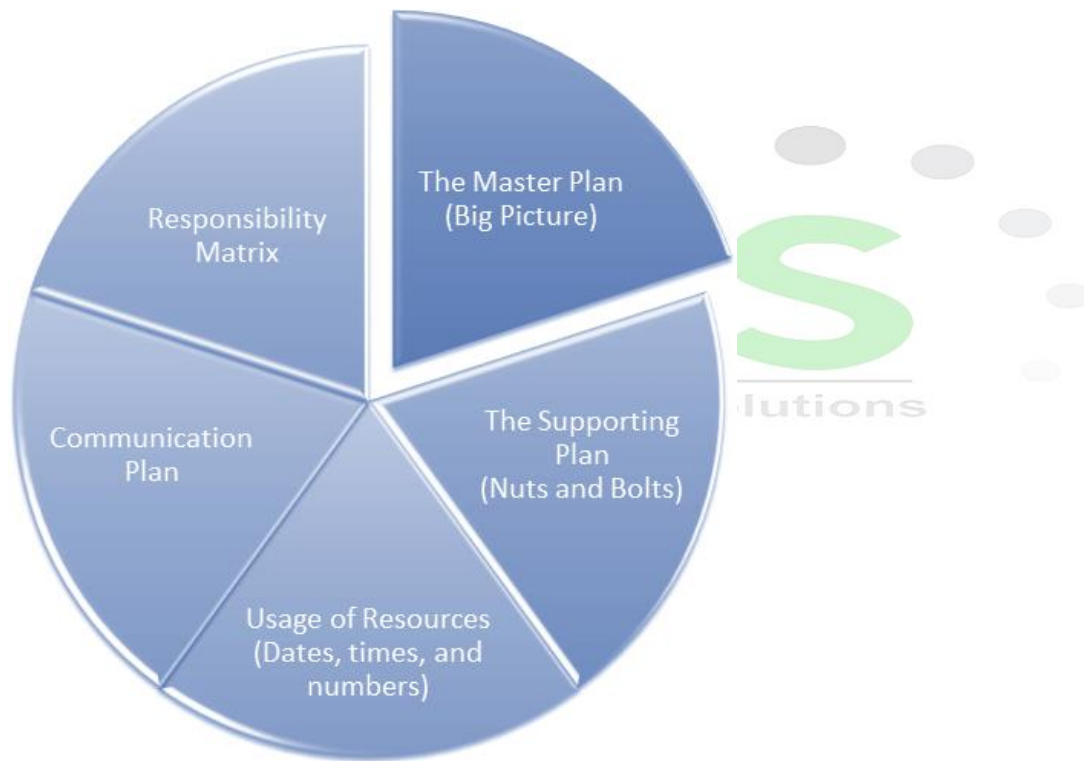 The Master Plan
(Big Picture)
The Supporting
Plan
(Nuts and Bolts)
Usage of Resources
(Dates, times, and
numbers)
Communication
Plan
Responsibility
Matrix
S